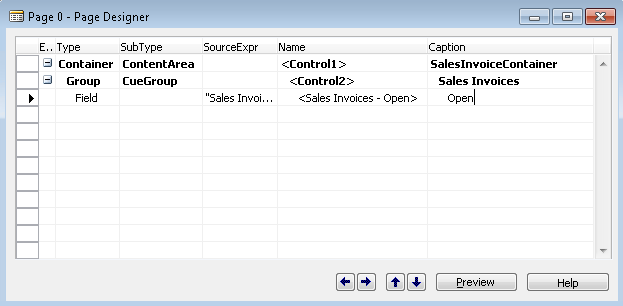 Page 0 - Page Designer
E.. Type SubType SourceExpr Name Caption
Container ContentArea <Control1> SalesInvoiceContainer
Group CueGroup <Control2> Sales Invoices
Field "Sales Invoi... <Sales Invoices - Open> Open
Preview Help